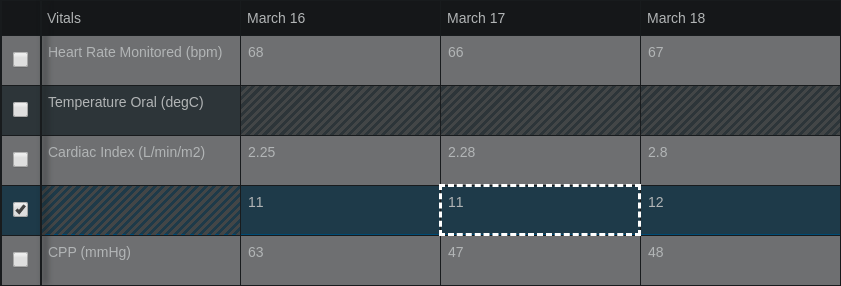 Vitals March 16 March 17 March 18
Heart Rate Monitored (bpm) 68 66 67
Temperature Oral (degC)
Cardiac Index (L/min/m2) 2.25 2.28 2.8
11 11 12
CPP (mmHg) 63 47 48